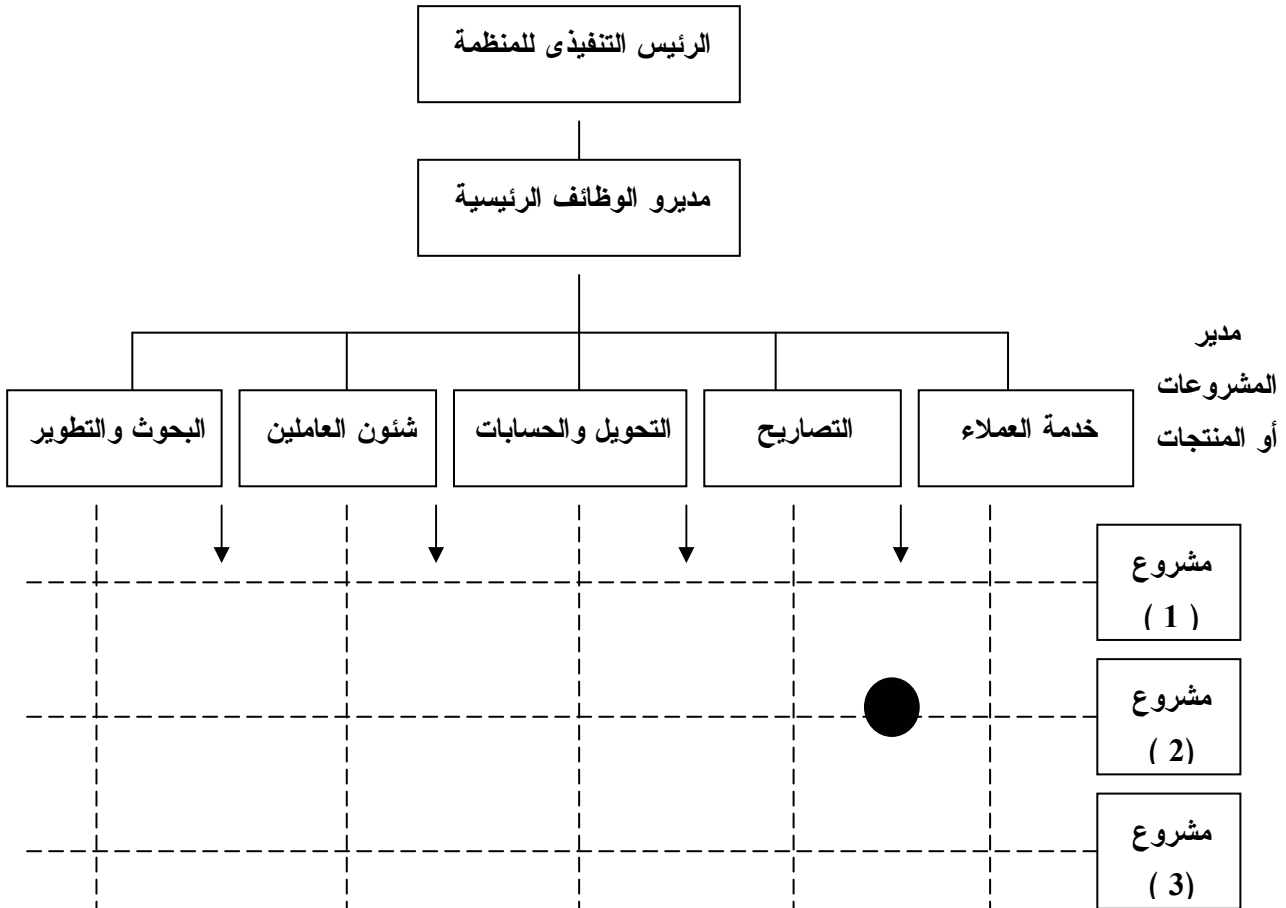 الرئيس التنفيذى للمنظمة
مديرو الوظائف الرئيسية
مدير
المشروعات
أو المنتجات
خدمة العملاء
التصاريح
التحويل والحسابات
شئون العاملين
البحوث والتطوير
مشروع
( 1 )
مشروع
( 2)
مشروع
( 3)